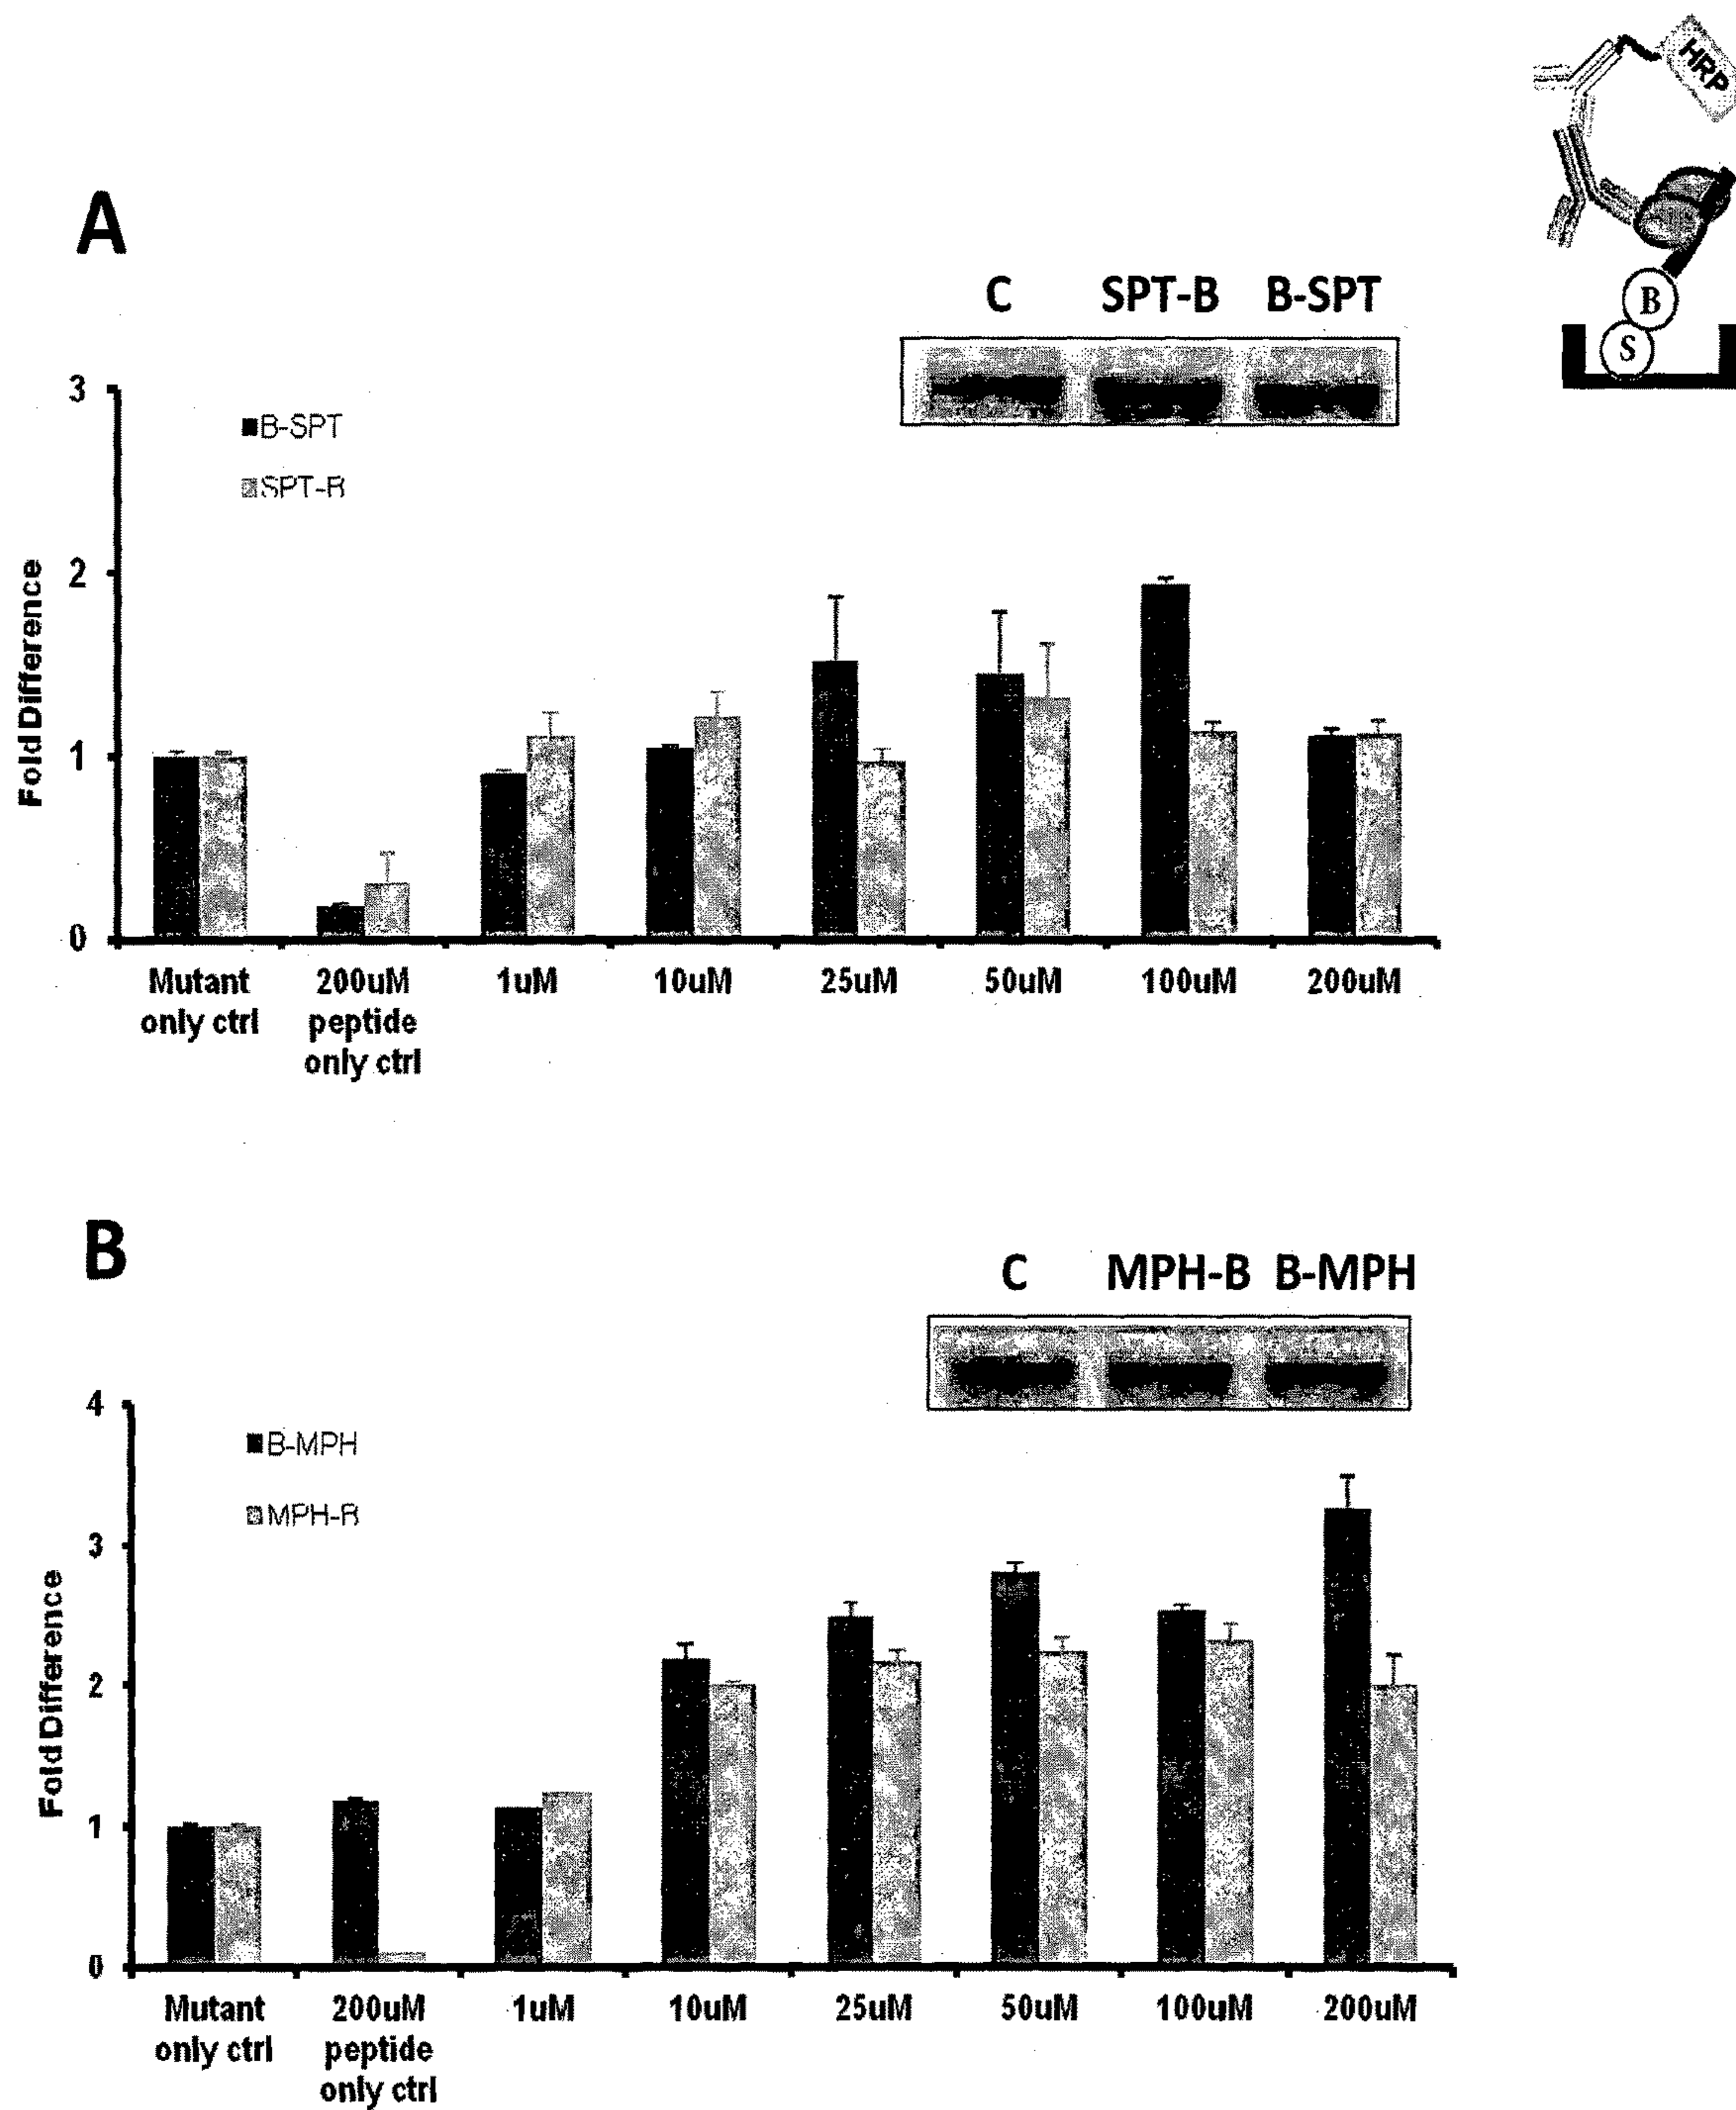 HRP
A
C SPT-B B-SPT
B
S
3
B-SPT
SPT-B
2
1
0
Fold Difference
Mutant only ctrl
200uM peptide only ctrl
1uM
10uM
25uM
50uM
100uM
200uM
B
C MPH-B B-MPH
4
B-MPH
MPH-B
3
2
1
0
Fold Difference
Mutant only ctrl
200uM peptide only ctrl
1uM
10uM
25uM
50uM
100uM
200uM